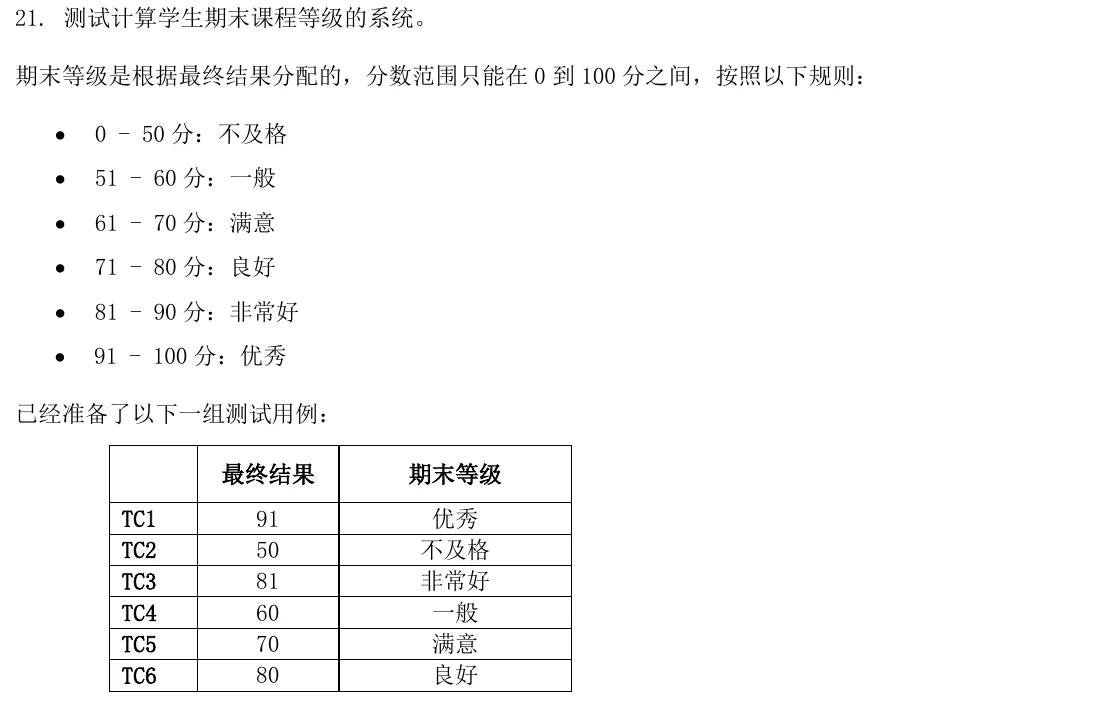 21. 测试计算学生期末课程等级的系统。
期末等级是根据最终结果分配的，分数范围只能在 0 到 100 分之间，按照以下规则：
• 0 - 50 分：不及格
• 51 - 60 分：一般
• 61 - 70 分：满意
• 71 - 80 分：良好
• 81 - 90 分：非常好
• 91 - 100 分：优秀
已经准备了以下一组测试用例：
最终结果 期末等级
TC1 91 优秀
TC2 50 不及格
TC3 81 非常好
TC4 60 一般
TC5 70 满意
TC6 80 良好